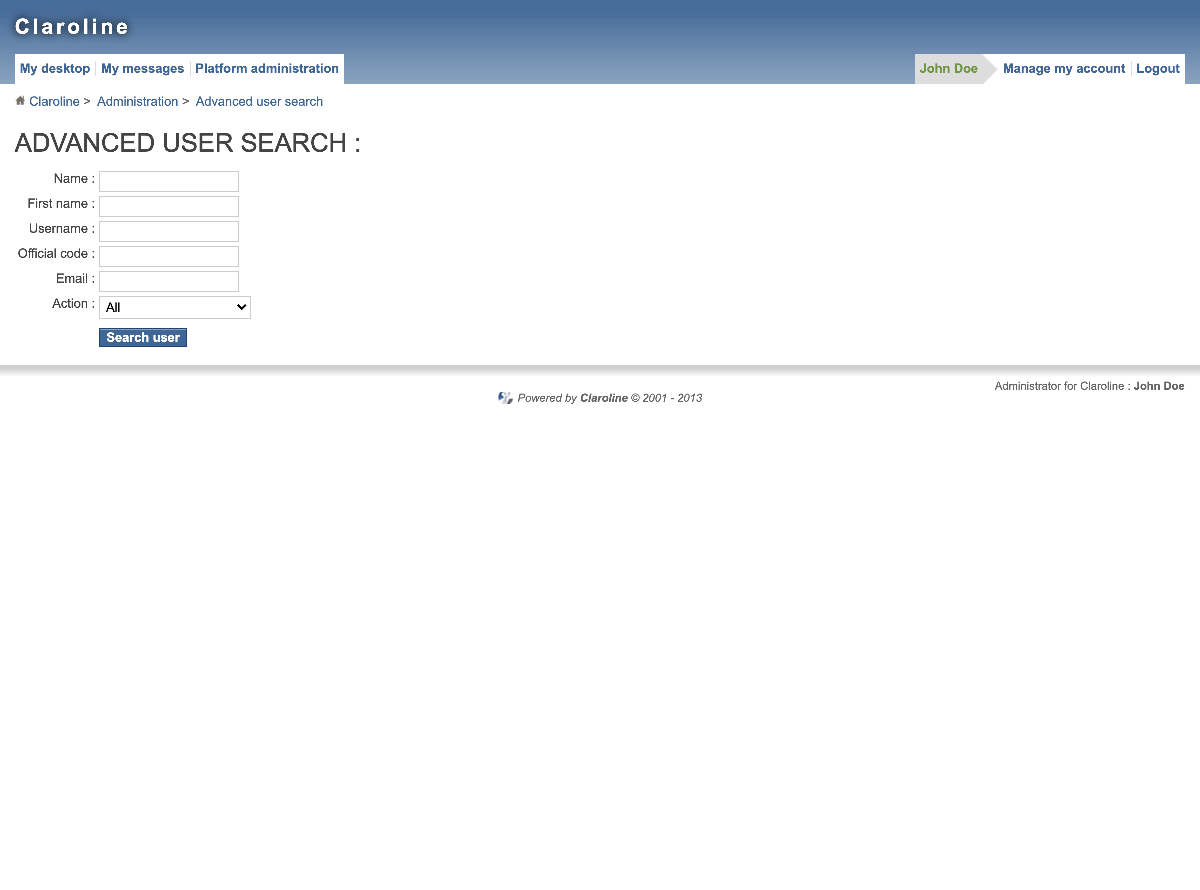 Claroline
My desktop My messages Platform administration John Doe Manage my account Logout
Claroline > Administration > Advanced user search
ADVANCED USER SEARCH :
Name :
First name :
Username :
Official code :
Email :
Action : All
Search user
Administrator for Claroline : John Doe
Powered by Claroline © 2001 - 2013